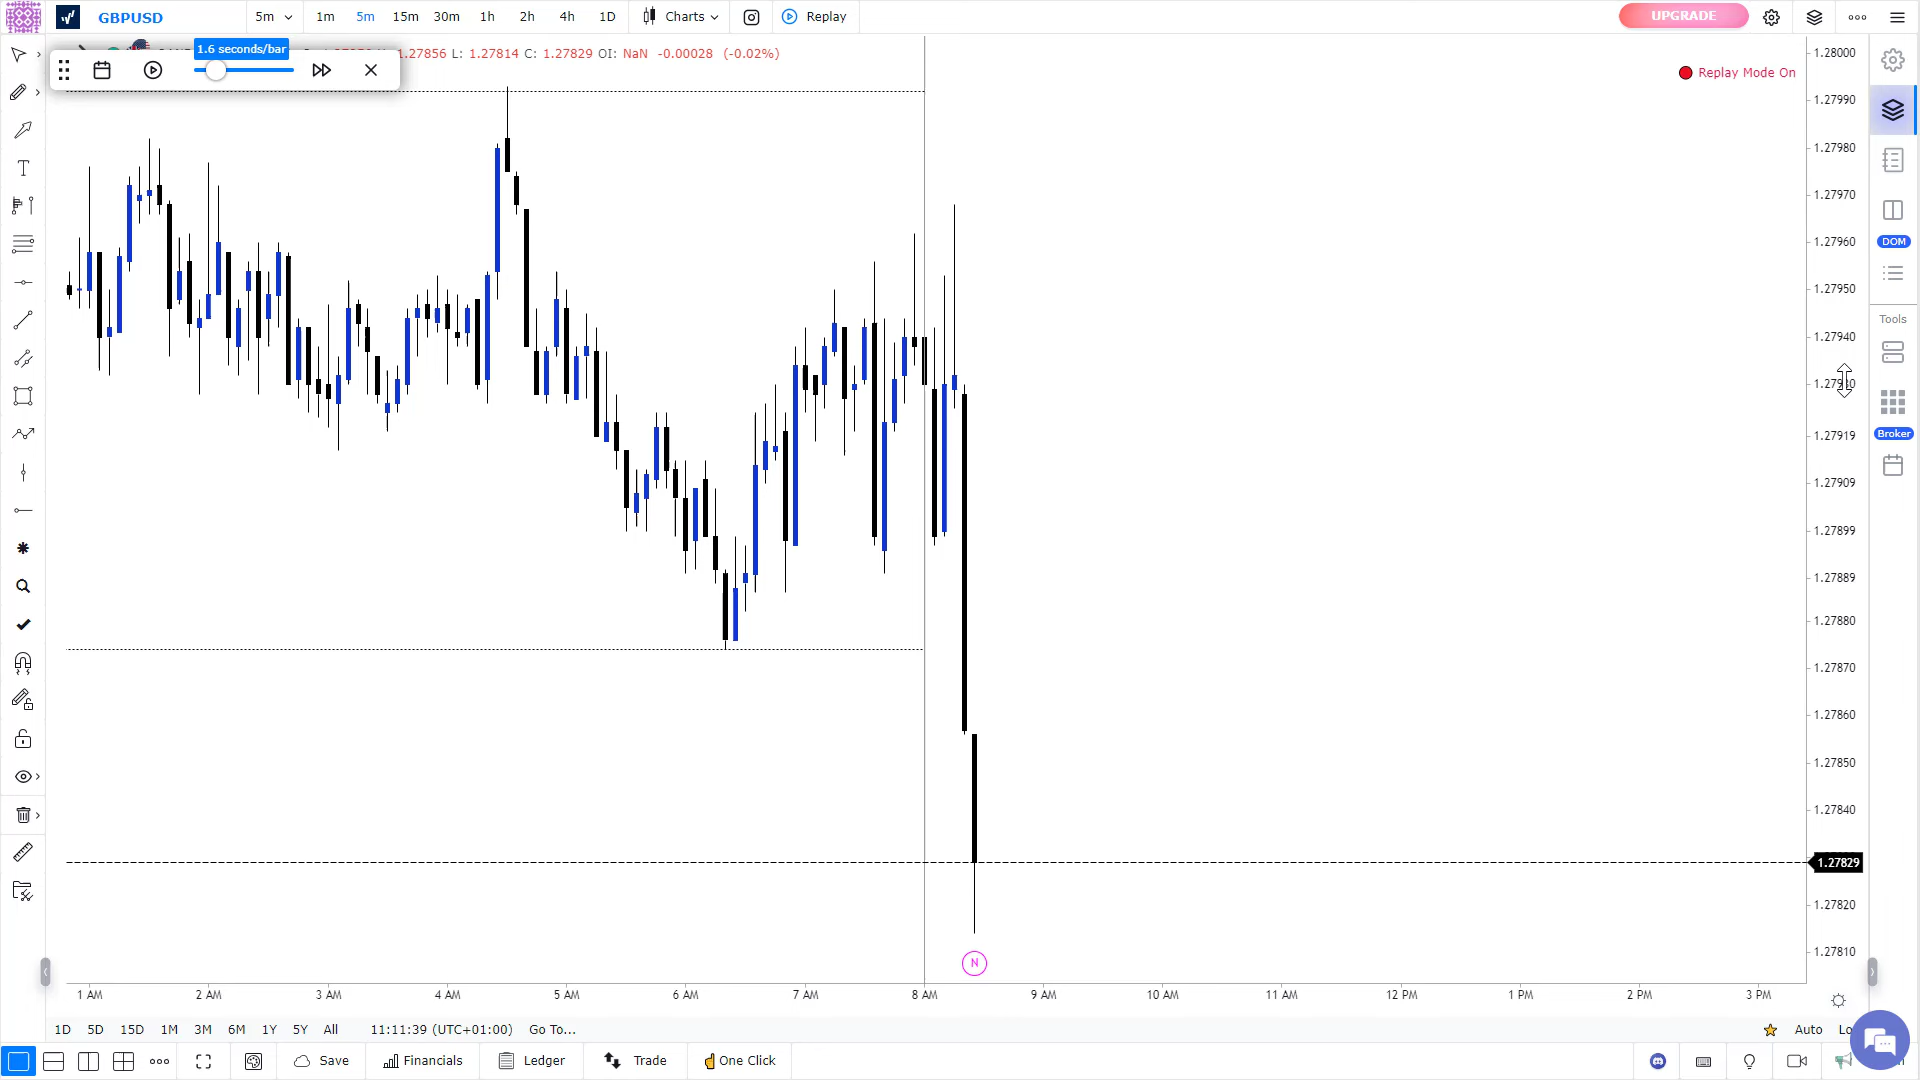 GBPUSD 5m 1m 5m 15m 30m 1h 2h 4h 1D Charts Replay UPGRADE
1.6 seconds/bar
1.27856 L: 1.27814 C: 1.27829 OI: NaN -0.00028 (-0.02%)
Replay Mode On
1.28000
1.27990
1.27980
1.27970
1.27960
1.27950
1.27940
1.27930
1.27919
1.27909
1.27899
1.27889
1.27880
1.27870
1.27860
1.27850
1.27840
1.27829
1.27820
1.27810
DOM
Tools
Broker
N
1 AM 2 AM 3 AM 4 AM 5 AM 6 AM 7 AM 8 AM 9 AM 10 AM 11 AM 12 PM 1 PM 2 PM 3 PM
1D 5D 15D 1M 3M 6M 1Y 5Y All 11:11:39 (UTC+01:00) Go To... Auto Lo
Save Financials Ledger Trade One Click